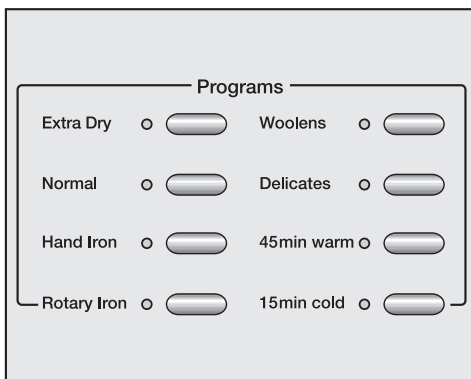 Programs
Extra Dry
Woolens
Normal
Delicates
Hand Iron
45min warm
Rotary Iron
15min cold